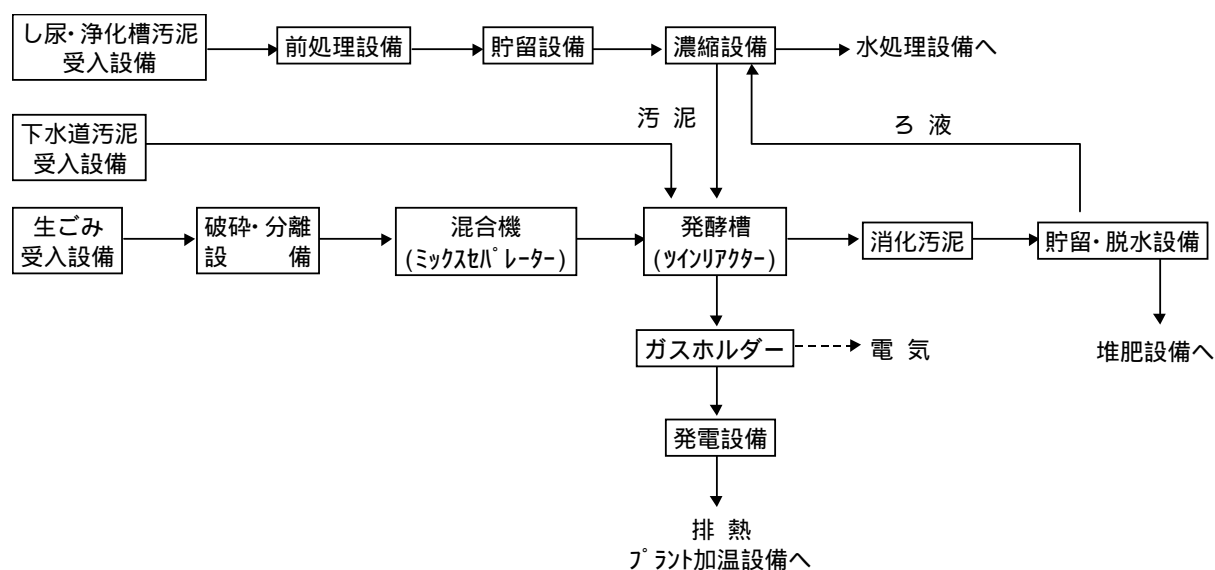 し尿・浄化槽汚泥
受入設備
前処理設備
貯留設備
濃縮設備
水処理設備へ
汚 泥
ろ 液
下水道汚泥
受入設備
生ごみ
受入設備
破砕・分離
設 備
混合機
(ミックスセパレーター)
発酵槽
(ツインリアクター)
消化汚泥
貯留・脱水設備
ガスホルダー
電 気
堆肥設備へ
発電設備
排 熱
プラント加温設備へ